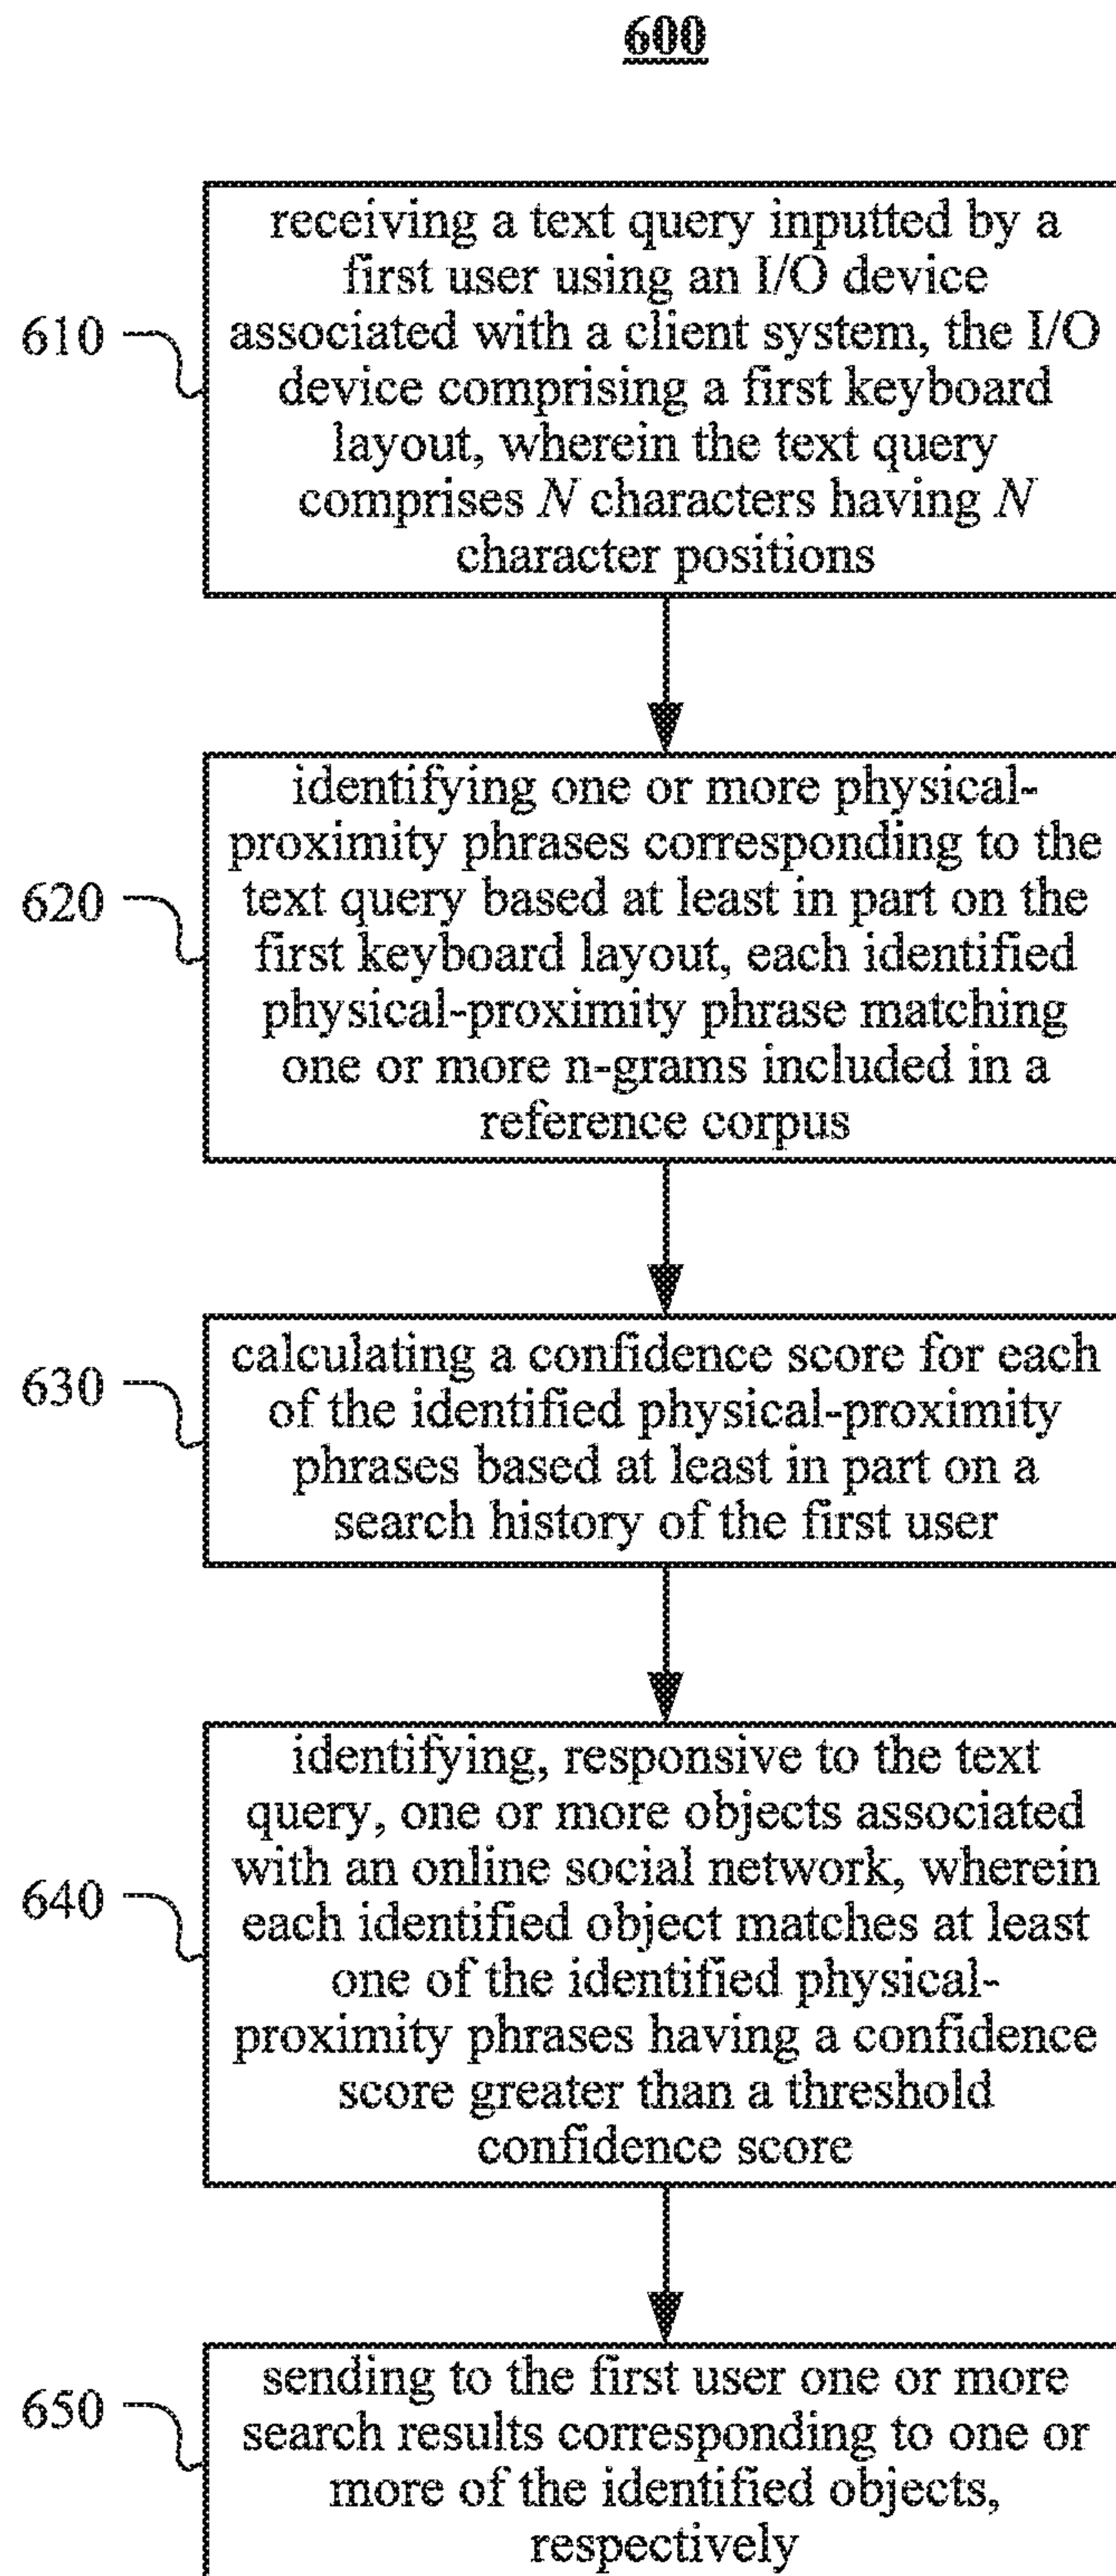 600
610
receiving a text query inputted by a
first user using an I/O device
associated with a client system, the I/O
device comprising a first keyboard
layout, wherein the text query
comprises N characters having N
character positions
620
identifying one or more physical-
proximity phrases corresponding to the
text query based at least in part on the
first keyboard layout, each identified
physical-proximity phrase matching
one or more n-grams included in a
reference corpus
630
calculating a confidence score for each
of the identified physical-proximity
phrases based at least in part on a
search history of the first user
640
identifying, responsive to the text
query, one or more objects associated
with an online social network, wherein
each identified object matches at least
one of the identified physical-
proximity phrases having a confidence
score greater than a threshold
confidence score
650
sending to the first user one or more
search results corresponding to one or
more of the identified objects,
respectively